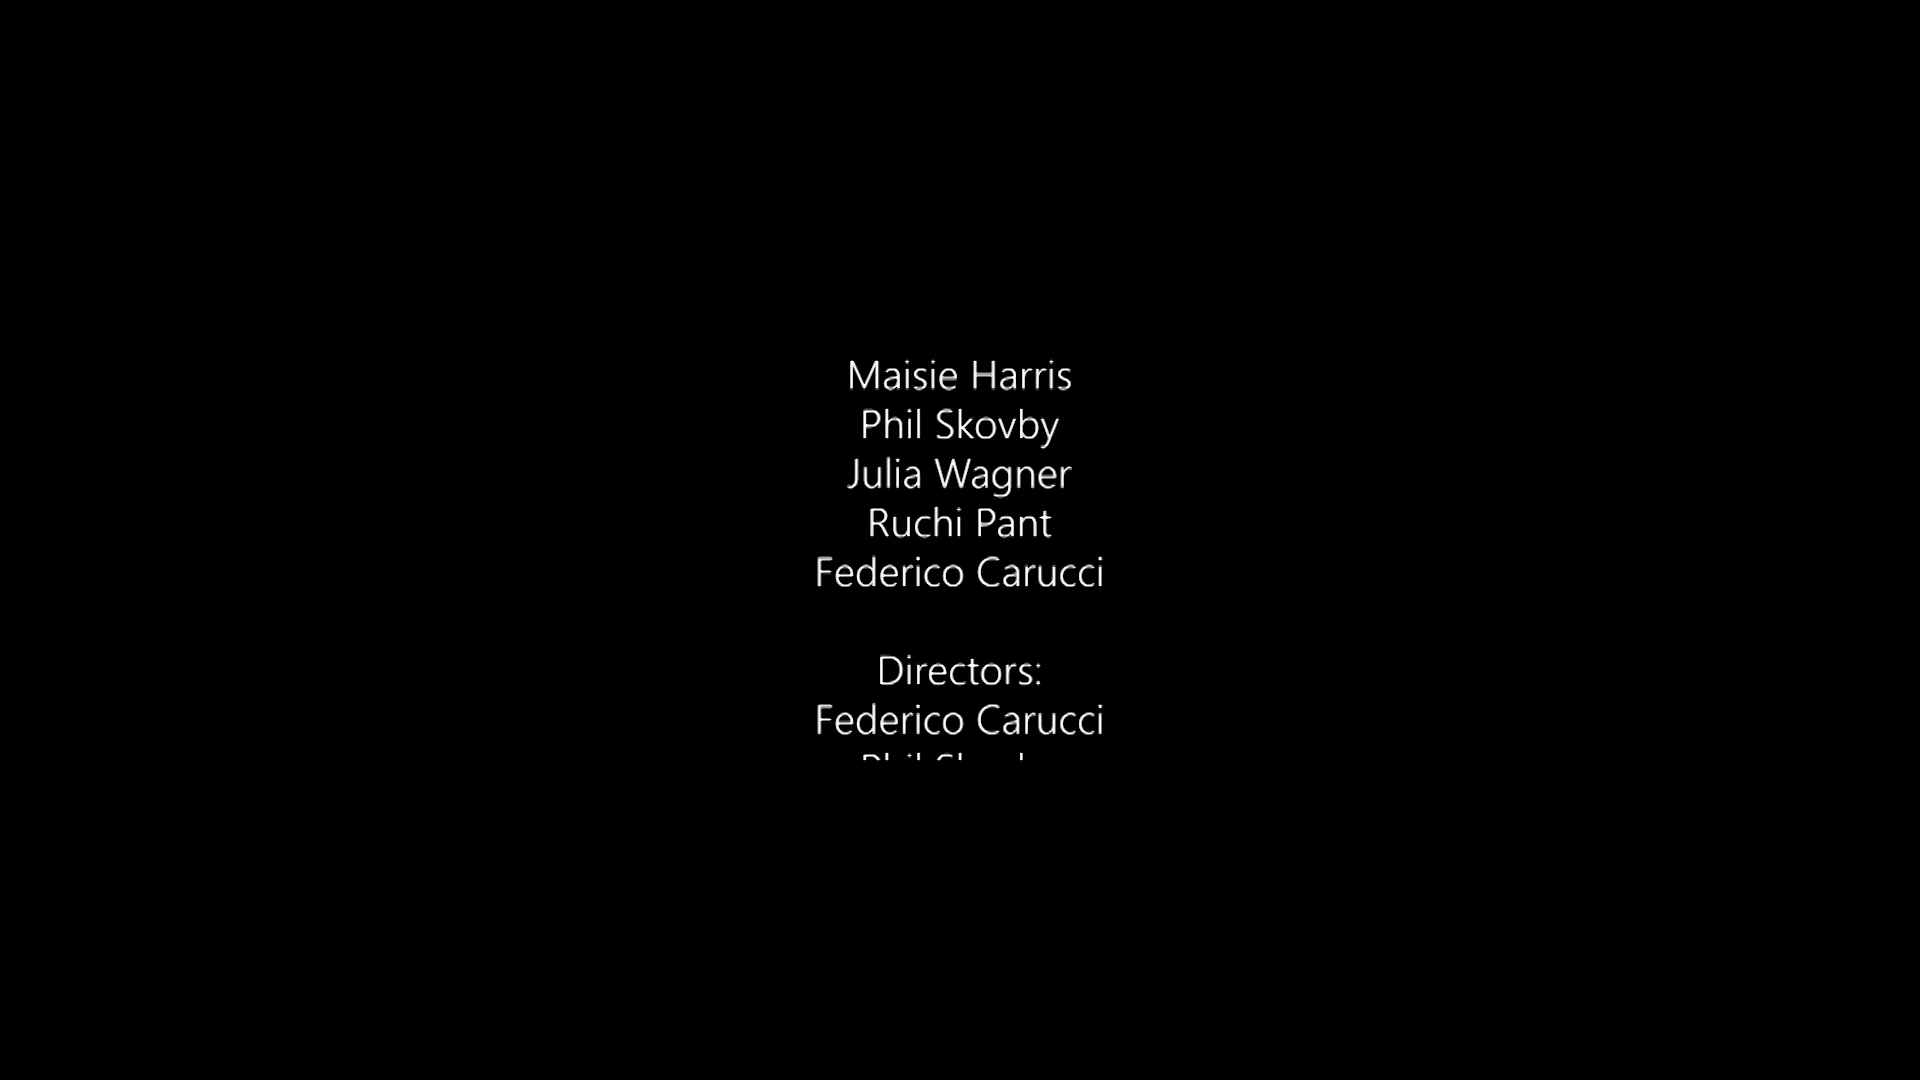 Maisie Harris
Phil Skovby
Julia Wagner
Ruchi Pant
Federico Carucci
Directors:
Federico Carucci